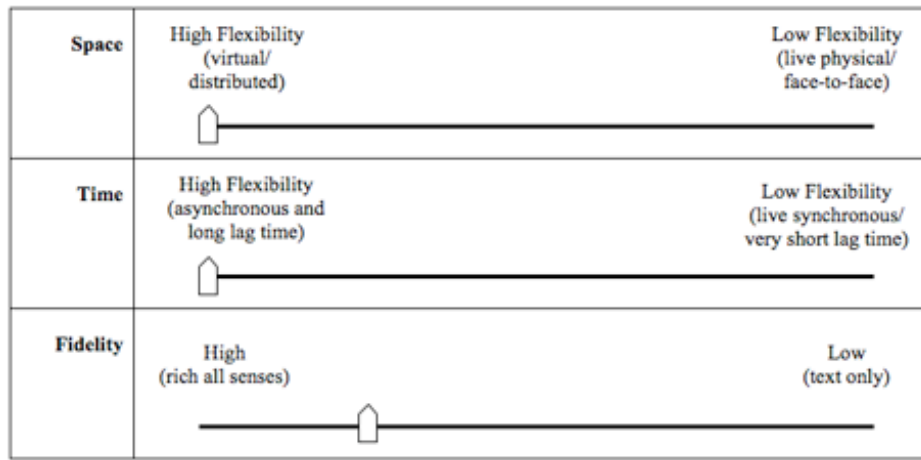 Space
High Flexibility
(virtual/
distributed)
Low Flexibility
(live physical/
face-to-face)
Time
High Flexibility
(asynchronous and
long lag time)
Low Flexibility
(live synchronous/
very short lag time)
Fidelity
High
(rich all senses)
Low
(text only)